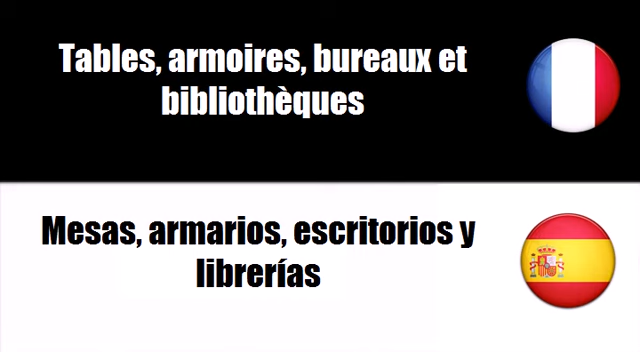 Tables, armoires, bureaux et
bibliothèques
Mesas, armarios, escritorios y
librerías